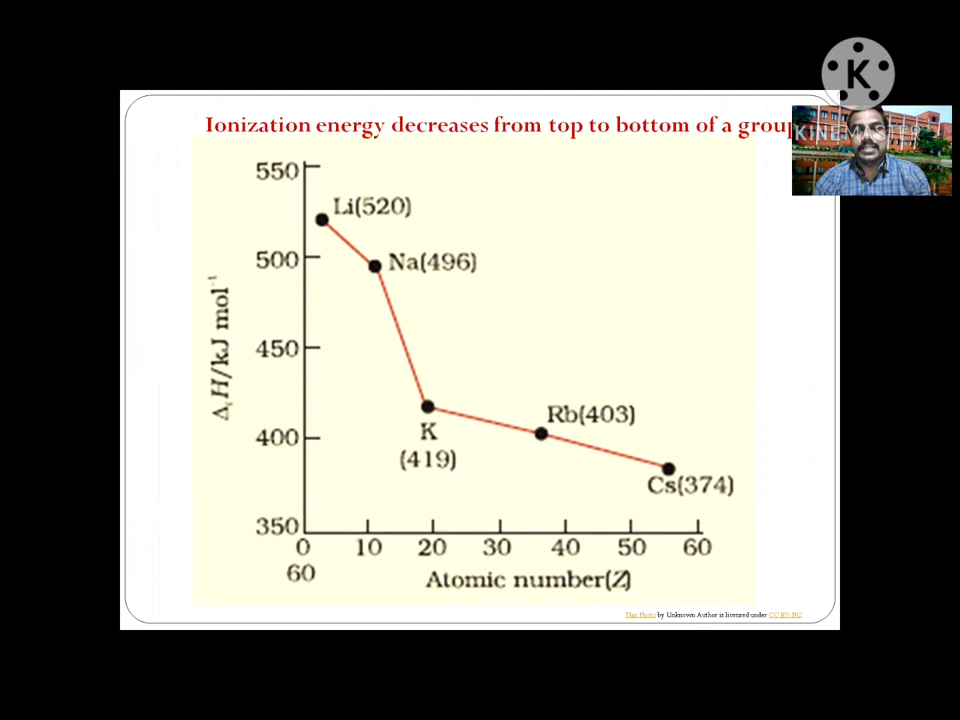 K
KINEMASTER
Ionization energy decreases from top to bottom of a group
550
Li(520)
500
Na(496)
450
Δᵢ H/kJ mol⁻¹
Rb(403)
400
K
(419)
Cs(374)
350
0 10 20 30 40 50 60
60
Atomic number(Z)
This Photo by Unknown Author is licensed under CC BY-NC